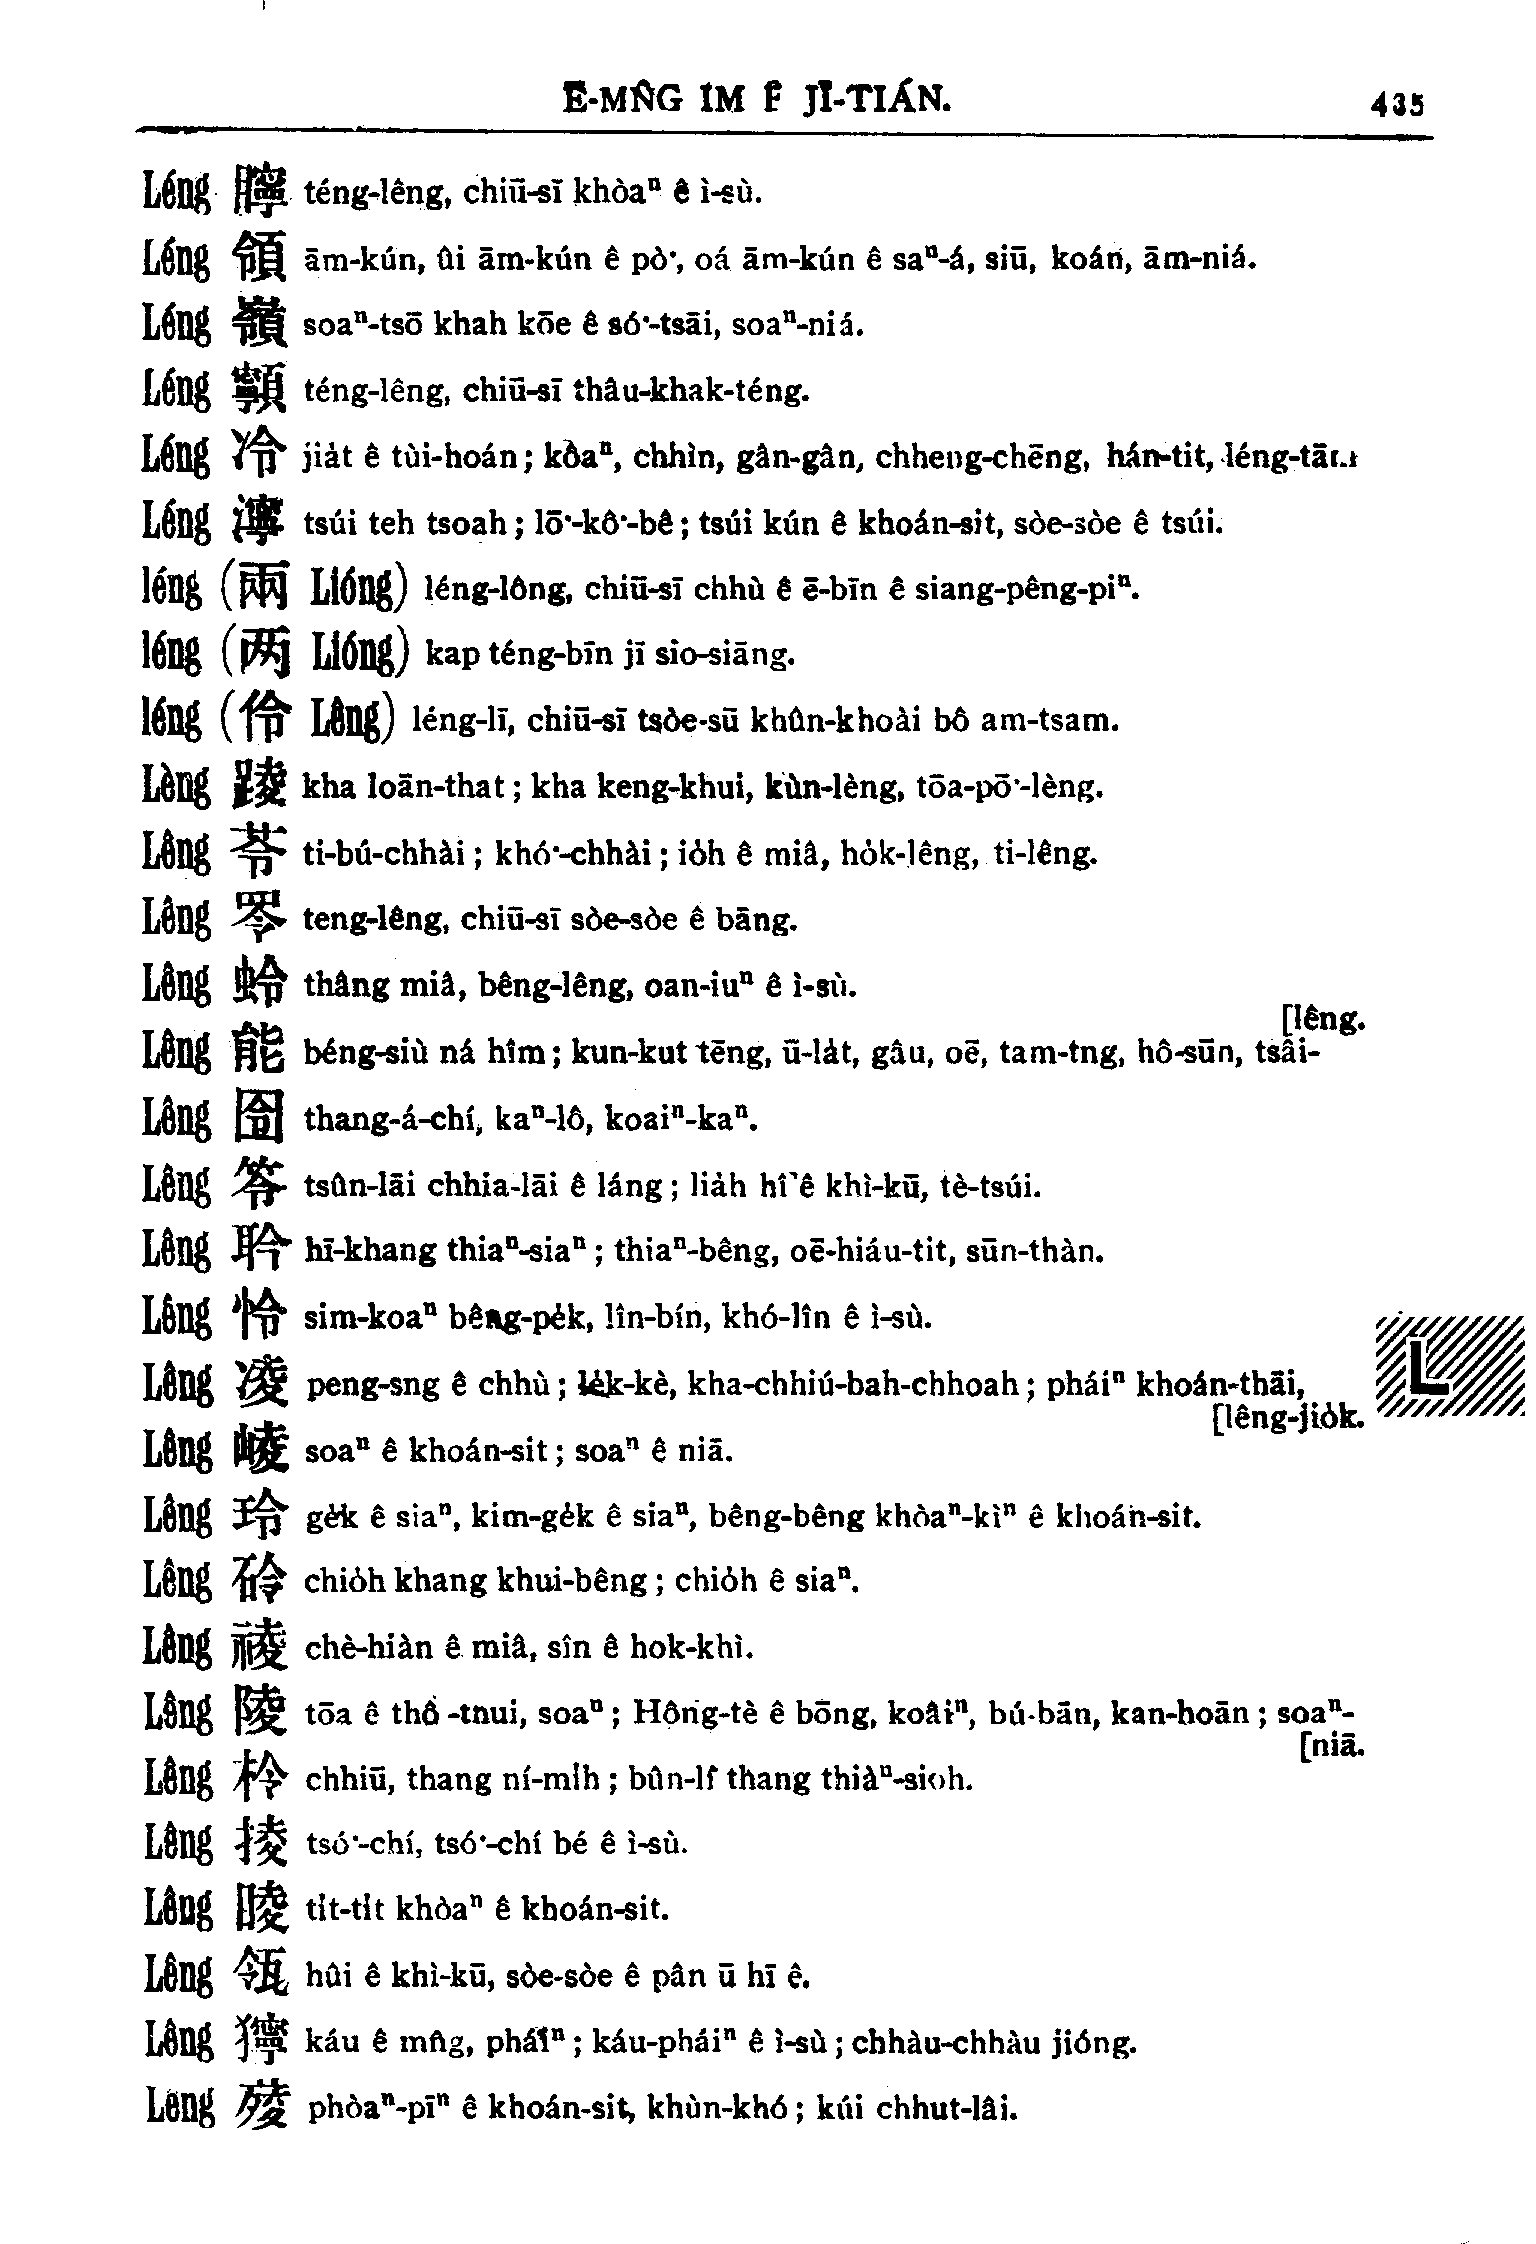 Ē-MN̂G IM Ê JĪ-TIÁN. 435
Léng 矃 téng-lêng, chiū-sī khòaⁿ ê ì-sù.
Léng 領 ām-kún, ûi ām-kún ê pò͘, oá ām-kún ê saⁿ-á, siū, koán, ām-niá.
Léng 嶺 soaⁿ-tsō khah kōe ê só͘-tsāi, soaⁿ-niá.
Léng 顬 téng-lêng, chiū-sī thâu-khak-téng.
Léng 冷 jia̍t ê tùi-hoán; kôaⁿ, chhìn, gân-gân, chheng-chēng, hán-tit, léng-tām
Léng 濘 tsúi teh tsoah; lō͘-kô͘-bê; tsúi kún ê khoán-sit, sòe-sòe ê tsúi.
léng (兩 Lióng) léng-lông, chiū-sī chhù ê ē-bīn ê siang-pêng-piⁿ.
léng (两 Lióng) kap téng-bīn jī sio-siāng.
léng (伶 Lêng) léng-lī, chiū-sī tsòe-sū khûn-khoài bô am-tsam.
Lèng 踜 kha loān-that; kha keng-khui, kùn-lèng, tōa-pō͘-lèng.
Lêng 苓 ti-bú-chhài; khó͘-chhài; io̍h ê miâ, ho̍k-lêng, ti-lêng.
Lêng 笭 teng-lêng, chiū-sī sòe-sòe ê bāng.
Lêng 蛉 thâng miâ, bêng-lêng, oan-iuⁿ ê ì-sù.
[lêng.
Lêng 能 béng-siù ná hîm; kun-kut tēng, ū-la̍t, gâu, oē, tam-tng, hô-sūn, tsâi-
Lêng 囹 thang-á-chí, kaⁿ-lô, koaiⁿ-kaⁿ.
Lêng 笭 tsûn-lāi chhia-lāi ê láng; lia̍h hî ê khì-kū, tè-tsúi.
Lêng 聆 hī-khang thiaⁿ-siaⁿ; thiaⁿ-bêng, oē-hiáu-tit, sūn-thàn.
Lêng 怜 sim-koaⁿ bêng-pe̍k, lîn-bín, khó-lîn ê ì-sù.
Lêng 凌 peng-sng ê chhù; le̍k-kè, kha-chhiú-bah-chhoah; pháiⁿ khoán-thāi,
[lêng-jio̍k.
L
Lêng 崚 soaⁿ ê khoán-sit; soaⁿ ê niā.
Lêng 玲 ge̍k ê siaⁿ, kim-ge̍k ê siaⁿ, bêng-bêng khòaⁿ-kìⁿ ê khoán-sit.
Lêng 砱 chio̍h khang khui-bêng; chio̍h ê siaⁿ.
Lêng 祾 chè-hiàn ê miâ, sîn ê hok-khì.
Lêng 陵 tōa ê thô͘-tui, soaⁿ; Hông-tè ê bōng, koâiⁿ, bú-bān, kan-hoān; soaⁿ-
[niā.
Lêng 柃 chhiū, thang ní-mi̍h; bûn-lí thang thiàⁿ-sioh.
Lêng 掕 tsó͘-chí, tsó͘-chí bé ê ì-sù.
Lêng 睖 ti̍t-ti̍t khòaⁿ ê khoán-sit.
Lêng 瓴 hûi ê khì-kū, sòe-sòe ê pân ū hī ê.
Lêng 獰 káu ê mn̂g, pháiⁿ; káu-pháiⁿ ê ì-sù; chhàu-chhàu jióng.
Lêng 㱥 phòaⁿ-pīⁿ ê khoán-sit, khùn-khó; kúi chhut-lâi.